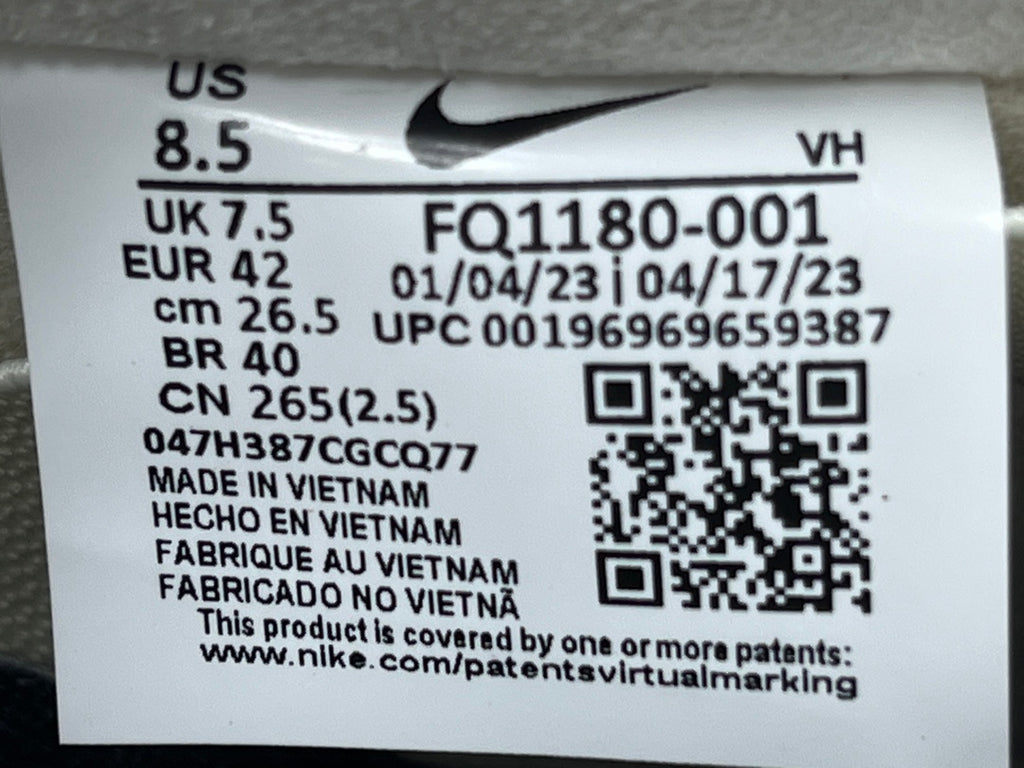 US
8.5
VH
UK 7.5
FQ1180-001
EUR 42
01/04/23 | 04/17/23
cm 26.5
UPC 00196969659387
BR 40
CN 265(2.5)
047H387CGCQ77
MADE IN VIETNAM
HECHO EN VIETNAM
FABRIQUE AU VIETNAM
FABRICADO NO VIETNÃ
This product is covered by one or more patents:
www.nike.com/patentsvirtualmarking